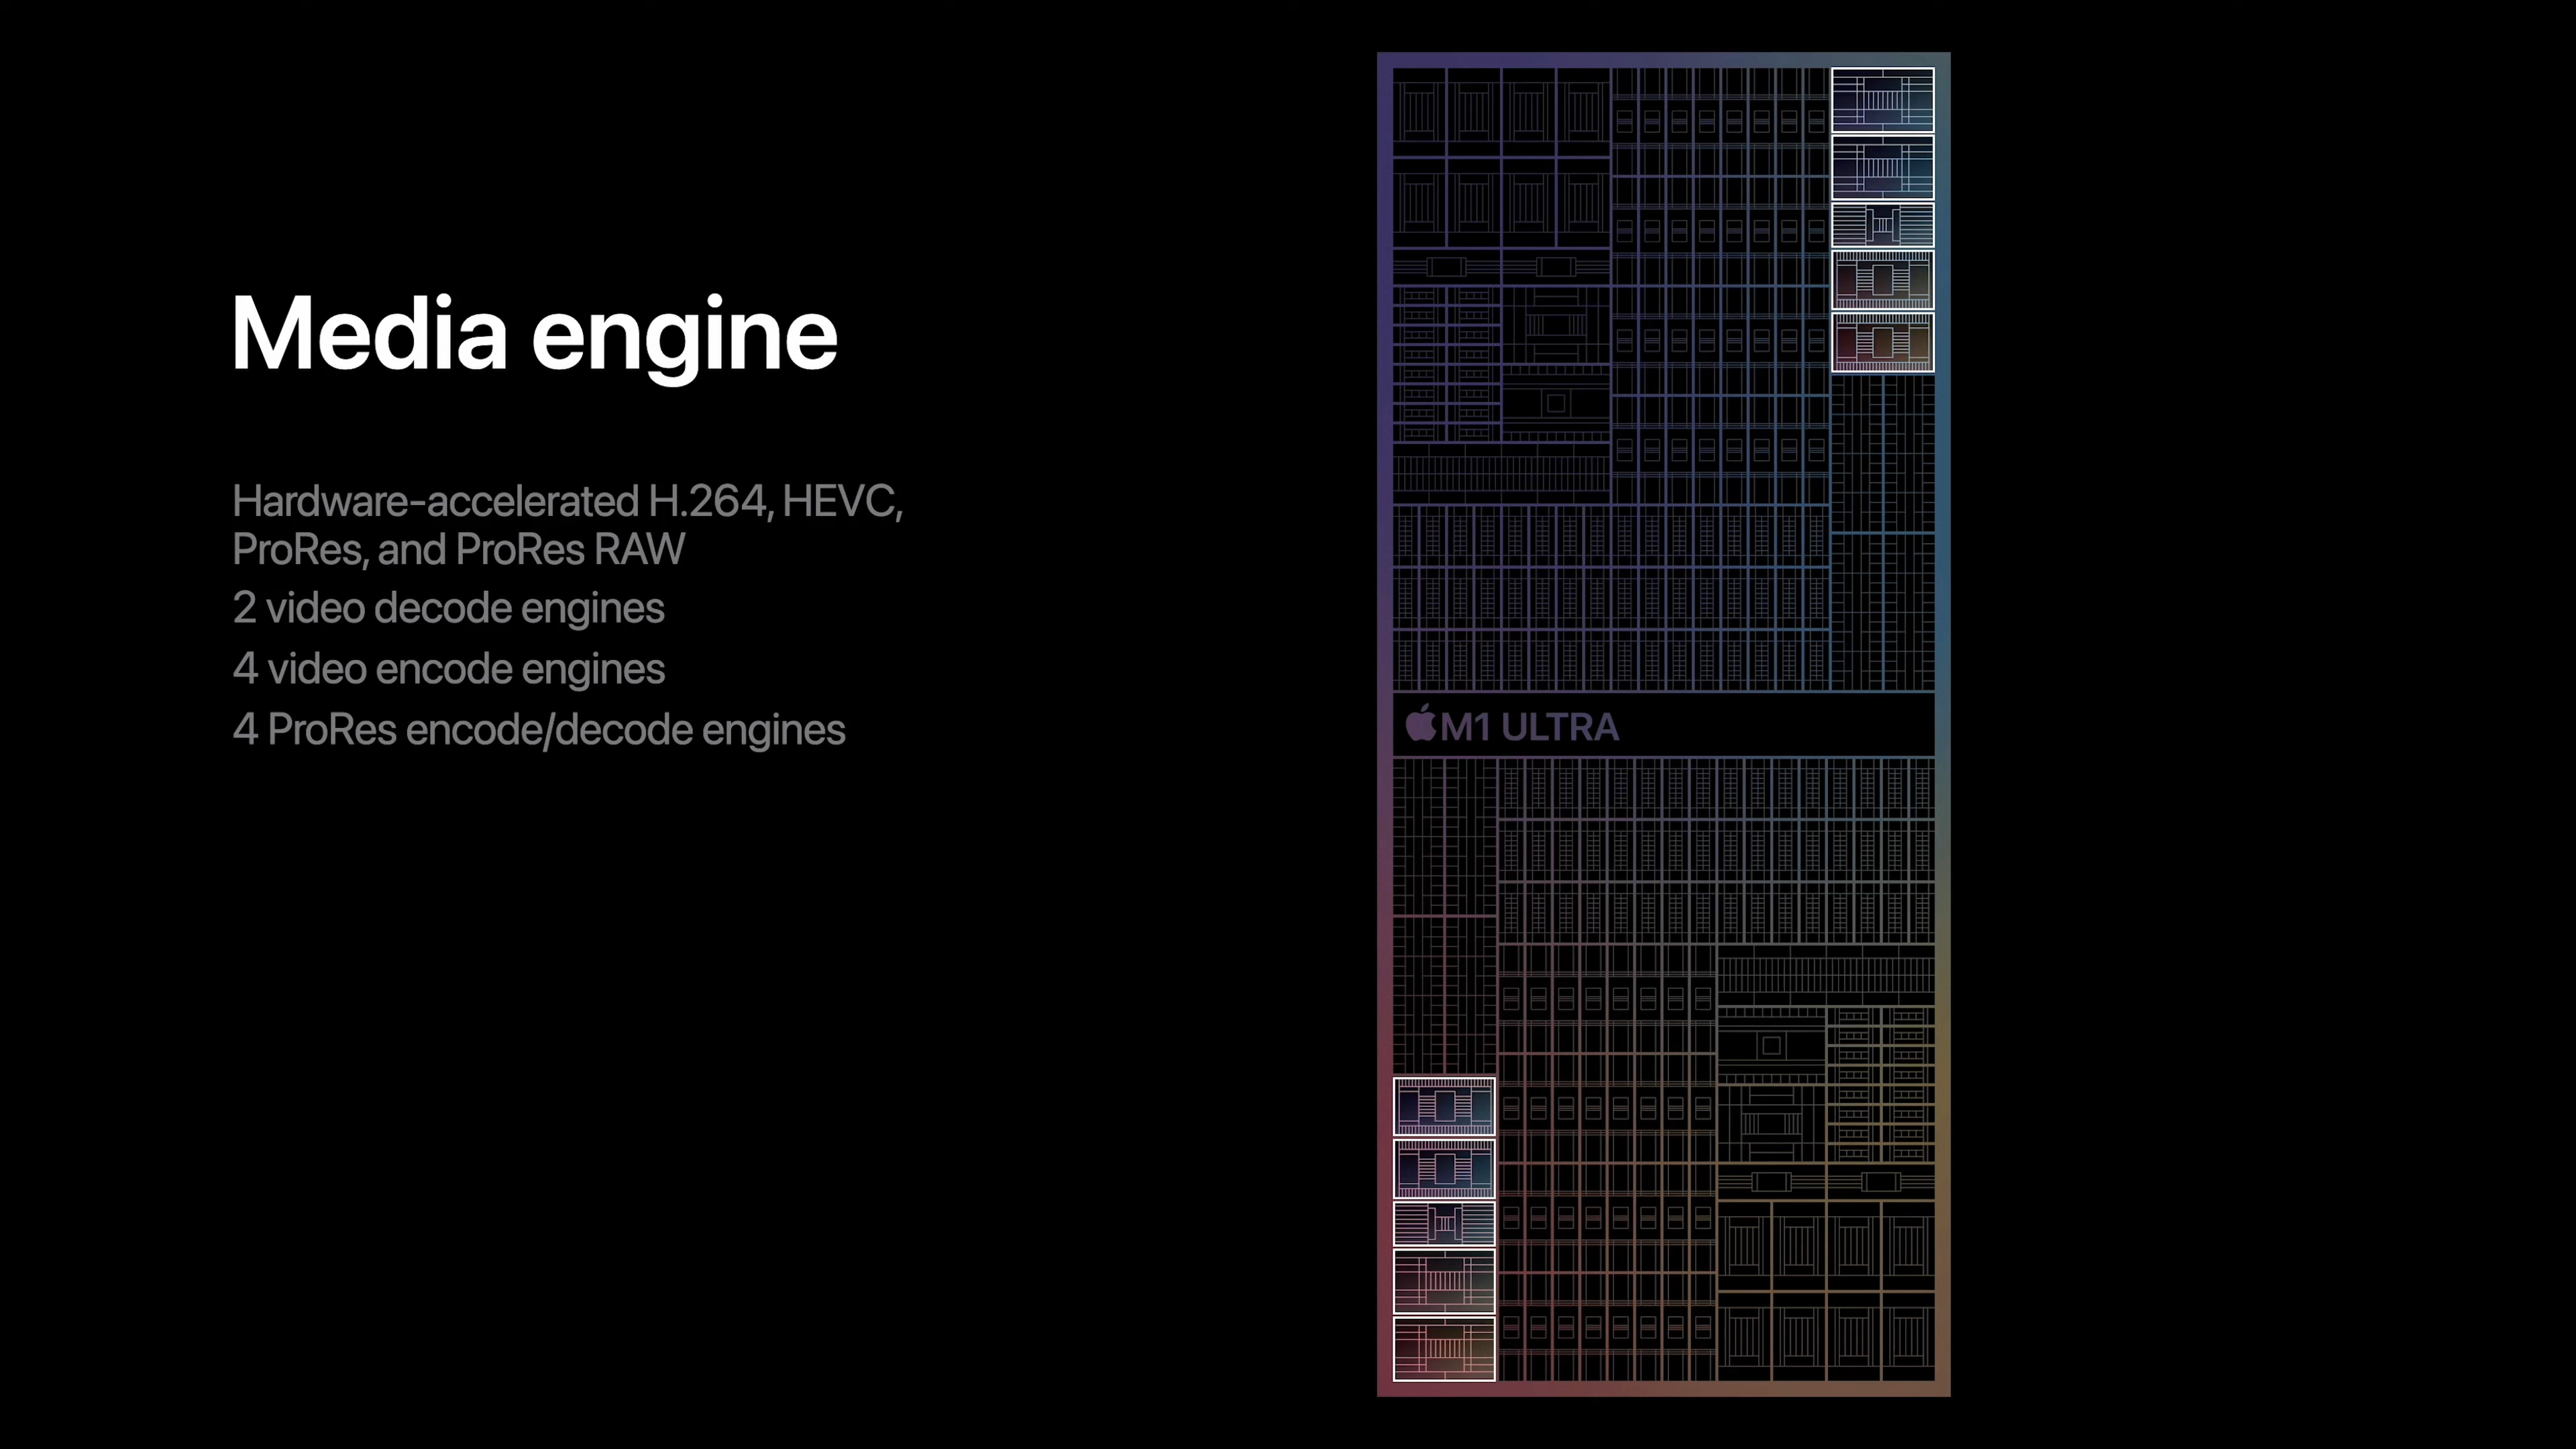 Media engine
Hardware-accelerated H.264, HEVC,
ProRes, and ProRes RAW
2 video decode engines
4 video encode engines
4 ProRes encode/decode engines
M1 ULTRA